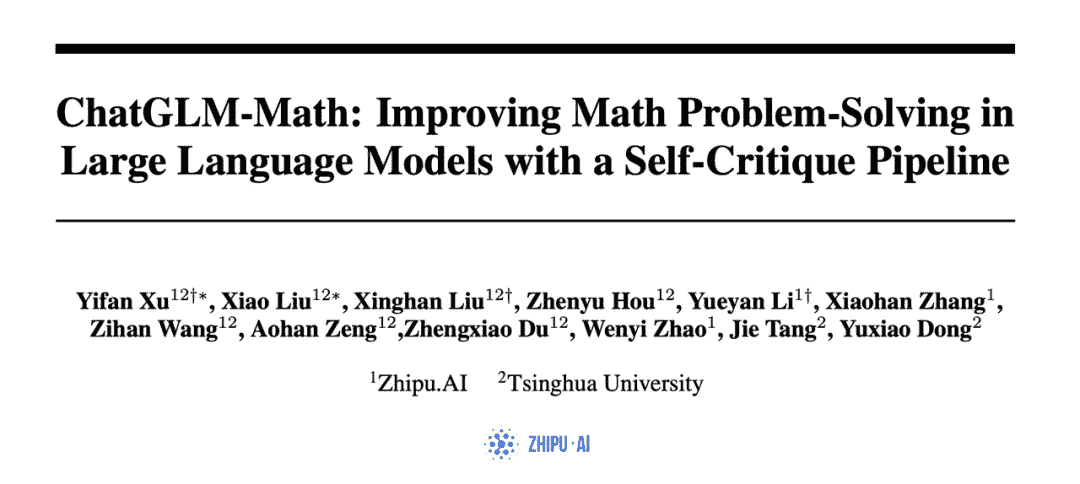 ChatGLM-Math: Improving Math Problem-Solving in
Large Language Models with a Self-Critique Pipeline
Yifan Xu¹²†*, Xiao Liu¹²*, Xinghan Liu¹²†, Zhenyu Hou¹², Yueyan Li¹†, Xiaohan Zhang¹,
Zihan Wang¹², Aohan Zeng¹²,Zhengxiao Du¹², Wenyi Zhao¹, Jie Tang², Yuxiao Dong²
¹Zhipu.AI ²Tsinghua University
ZHIPU·AI